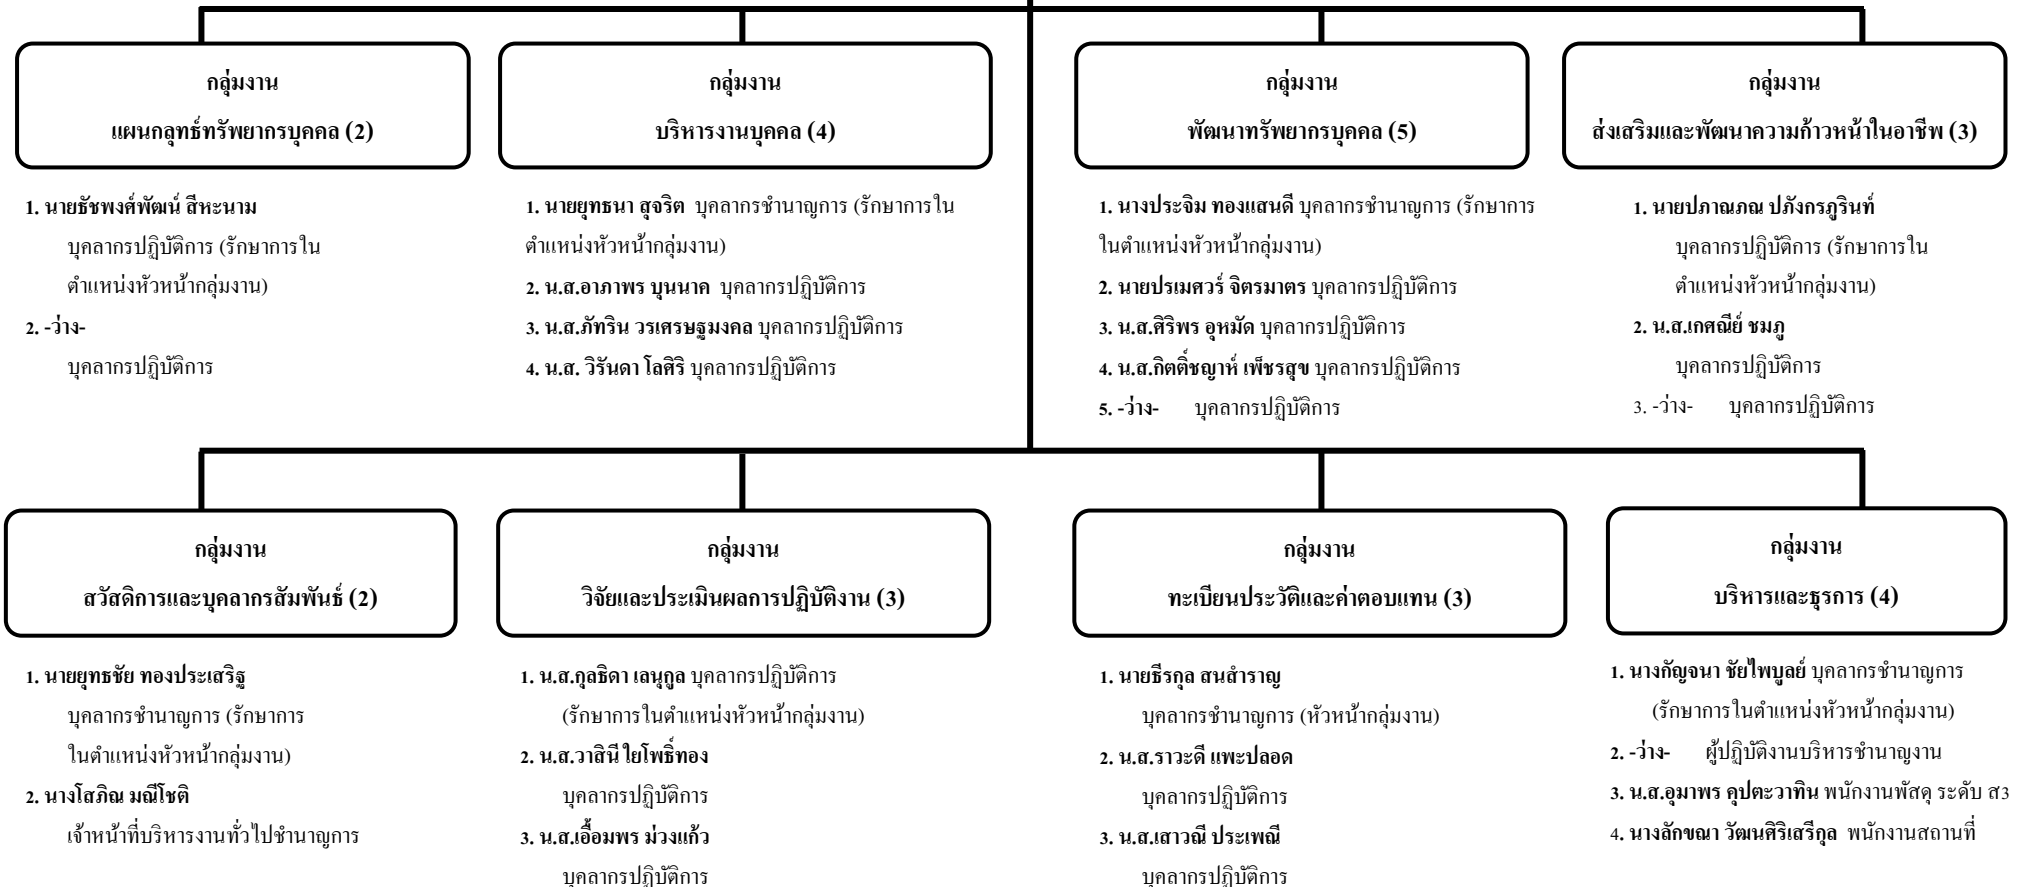 กลุ่มงาน
แผนกลุทธ์ทรัพยากรบุคคล (2)
1. นายธัชพงศ์พัฒน์ สีหะนาม
บุคลากรปฏิบัติการ (รักษาการใน
ตำแหน่งหัวหน้ากลุ่มงาน)
2. -ว่าง-
บุคลากรปฏิบัติการ
กลุ่มงาน
บริหารงานบุคคล (4)
1. นายยุทธนา สุจริต บุคลากรชำนาญการ (รักษาการใน
ตำแหน่งหัวหน้ากลุ่มงาน)
2. น.ส.อาภาพร บุนนาค บุคลากรปฏิบัติการ
3. น.ส.ภัทริน วรเศรษฐมงคล บุคลากรปฏิบัติการ
4. น.ส. วิรันดา โลศิริ บุคลากรปฏิบัติการ
กลุ่มงาน
พัฒนาทรัพยากรบุคคล (5)
1. นางประจิม ทองแสนดี บุคลากรชำนาญการ (รักษาการ
ในตำแหน่งหัวหน้ากลุ่มงาน)
2. นายปรเมศวร์ จิตรมาตร บุคลากรปฏิบัติการ
3. น.ส.ศิริพร อุหมัด บุคลากรปฏิบัติการ
4. น.ส.กิตติ์ชญาห์ เพ็ชรสุข บุคลากรปฏิบัติการ
5. -ว่าง- บุคลากรปฏิบัติการ
กลุ่มงาน
ส่งเสริมและพัฒนาความก้าวหน้าในอาชีพ (3)
1. นายปภาณภณ ปภังกรภูรินท์
บุคลากรปฏิบัติการ (รักษาการใน
ตำแหน่งหัวหน้ากลุ่มงาน)
2. น.ส.เกศณีย์ ชมภู
บุคลากรปฏิบัติการ
3. -ว่าง- บุคลากรปฏิบัติการ
กลุ่มงาน
สวัสดิการและบุคลากรสัมพันธ์ (2)
1. นายยุทธชัย ทองประเสริฐ
บุคลากรชำนาญการ (รักษาการ
ในตำแหน่งหัวหน้ากลุ่มงาน)
2. นางโสภิณ มณีโชติ
เจ้าหน้าที่บริหารงานทั่วไปชำนาญการ
กลุ่มงาน
วิจัยและประเมินผลการปฏิบัติงาน (3)
1. น.ส.กุลธิดา เลนุกูล บุคลากรปฏิบัติการ
(รักษาการในตำแหน่งหัวหน้ากลุ่มงาน)
2. น.ส.วาสินี ใยโพธิ์ทอง
บุคลากรปฏิบัติการ
3. น.ส.เอื้อมพร ม่วงแก้ว
บุคลากรปฏิบัติการ
กลุ่มงาน
ทะเบียนประวัติและค่าตอบแทน (3)
1. นายธีรกุล สนสำราญ
บุคลากรชำนาญการ (หัวหน้ากลุ่มงาน)
2. น.ส.ราวะดี แพะปลอด
บุคลากรปฏิบัติการ
3. น.ส.เสาวณี ประเพณี
บุคลากรปฏิบัติการ
กลุ่มงาน
บริหารและธุรการ (4)
1. นางกัญจนา ชัยไพบูลย์ บุคลากรชำนาญการ
(รักษาการในตำแหน่งหัวหน้ากลุ่มงาน)
2. -ว่าง- ผู้ปฏิบัติงานบริหารชำนาญงาน
3. น.ส.อุมาพร คุปตะวาทิน พนักงานพัสดุ ระดับ ส3
4. นางลักขณา วัฒนศิริเสรีกุล พนักงานสถานที่